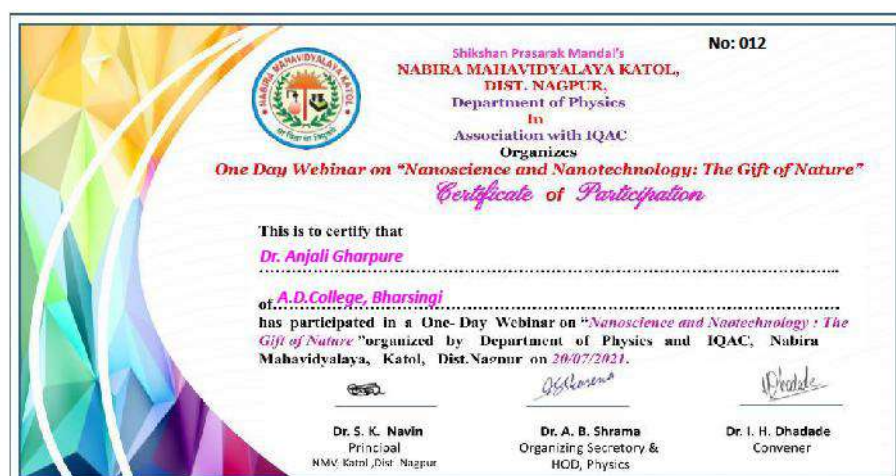 No: 012
Shikshan Prasarak Mandal's
NABIRA MAHAVIDYALAYA KATOL,
DIST. NAGPUR,
Department of Physics
In
Association with IQAC
Organizes
One Day Webinar on "Nanoscience and Nanotechnology: The Gift of Nature"
Certificate of Participation
NABIRA MAHAVIDYALAYA KATOL
This is to certify that
Dr. Anjali Gharpure
of A.D.College, Bharsingi
has participated in a One- Day Webinar on "Nanoscience and Naotechnology : The
Gift of Nature "organized by Department of Physics and IQAC, Nabira
Mahavidyalaya, Katol, Dist.Nagpur on 20/07/2021.
Dr. S. K. Navin
Dr. A. B. Shrama
Dr. I. H. Dhadade
Principal
Organizing Secretary &
Convener
NMV, Katol ,Dist Nagpur
HOD, Physics